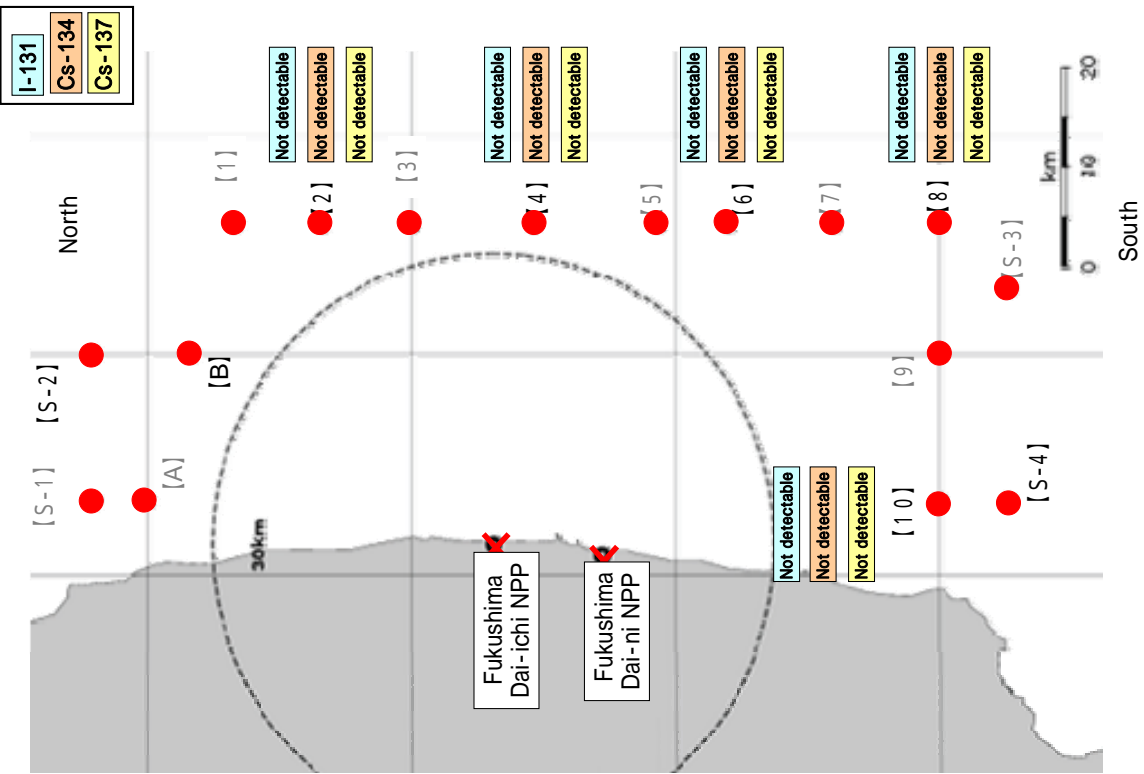 I-131
Cs-134
Cs-137
North
South
Not detectable
Not detectable
Not detectable
Not detectable
Not detectable
Not detectable
Not detectable
Not detectable
Not detectable
Not detectable
Not detectable
Not detectable
【1】
【2】
【3】
【4】
【5】
【6】
【7】
【8】
【S-3】
km
0
10
20
【S-2】
【B】
【9】
【S-1】
【A】
【10】
【S-4】
Not detectable
Not detectable
Not detectable
30km
Fukushima
Dai-ichi NPP
Fukushima
Dai-ni NPP